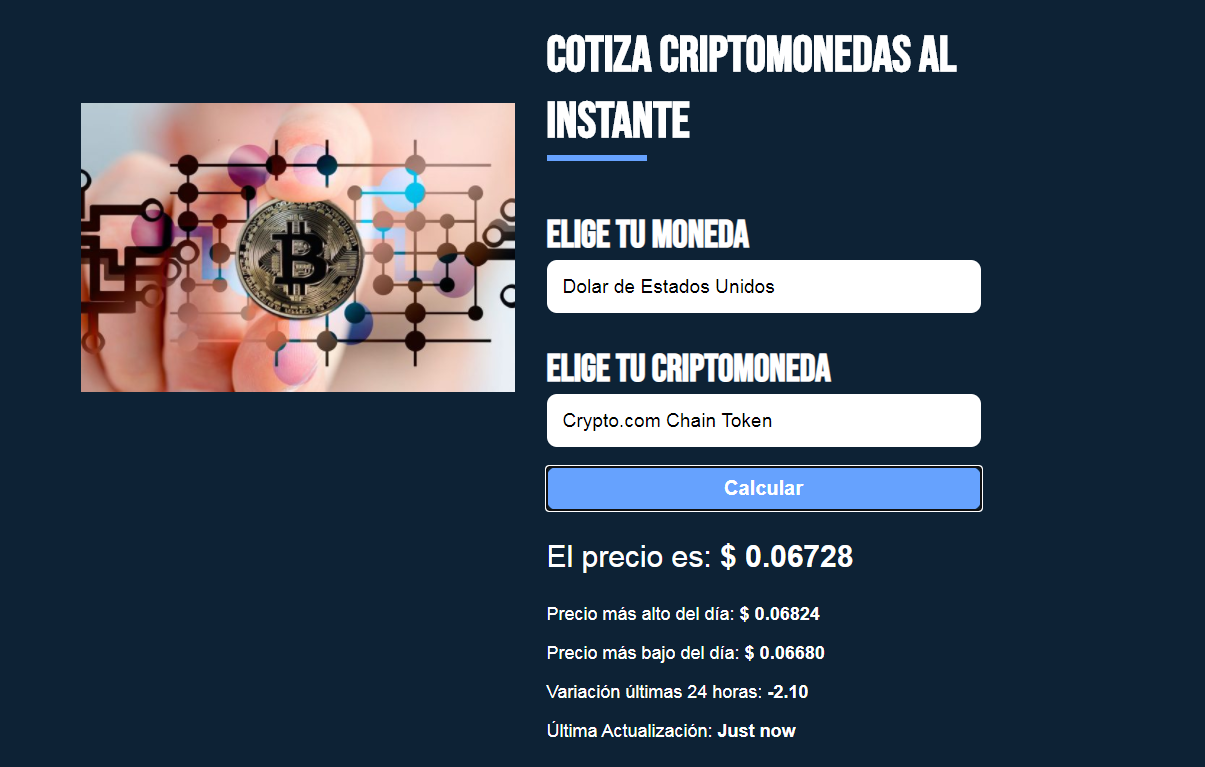 COTIZA CRIPTOMONEDAS AL
INSTANTE
ELIGE TU MONEDA
Dolar de Estados Unidos
ELIGE TU CRIPTOMONEDA
Crypto.com Chain Token
Calcular
El precio es: $ 0.06728
Precio más alto del día: $ 0.06824
Precio más bajo del día: $ 0.06680
Variación últimas 24 horas: -2.10
Última Actualización: Just now